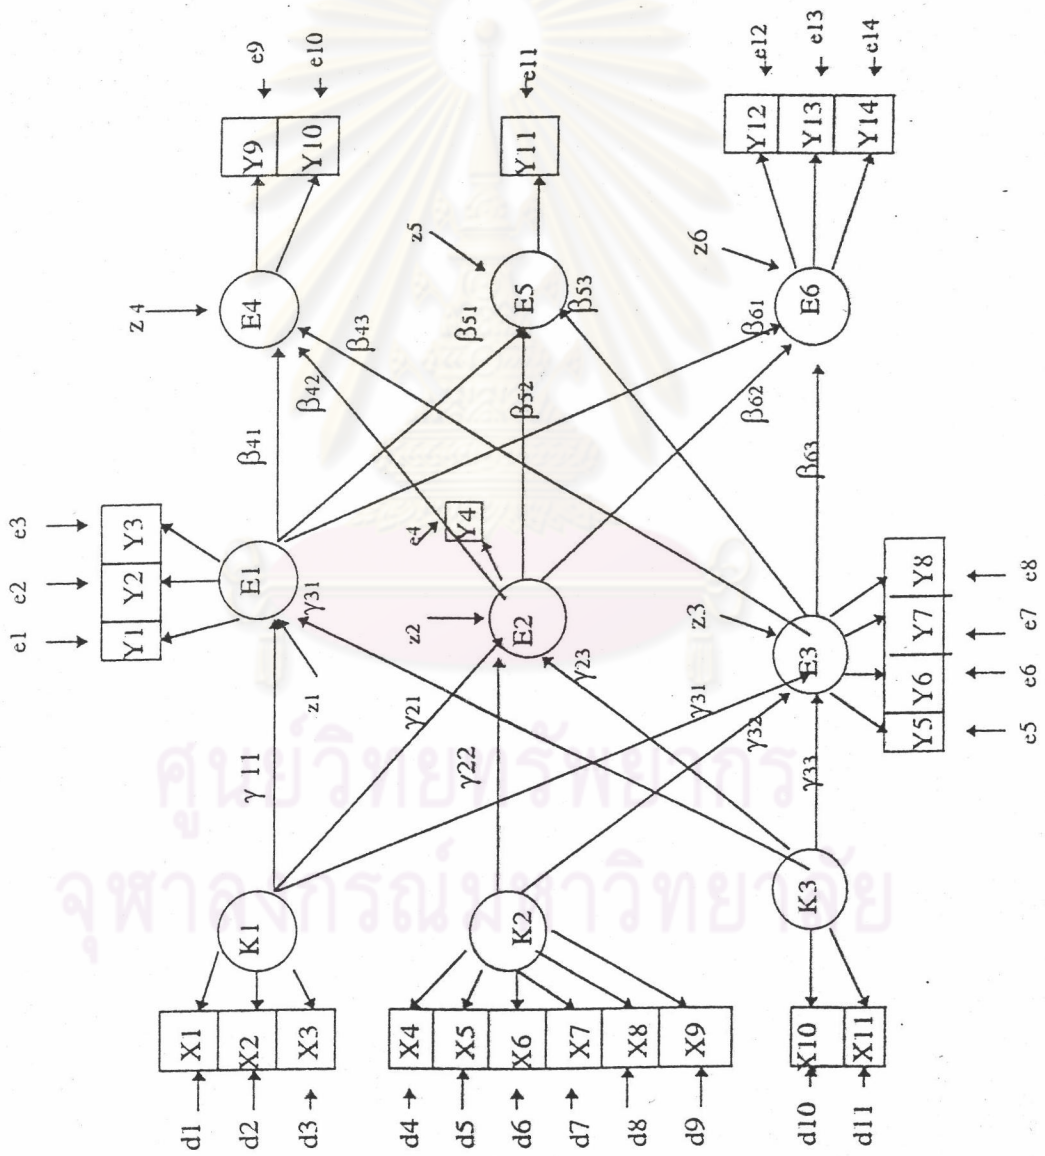 e1 e2 e3
Y1 Y2 Y3
d1 X1
d2 X2
d3 X3
K1
γ11
z1
E1
γ31
β41
z4
E4
Y9 e9
Y10 e10
β42
β43
d4 X4
d5 X5
d6 X6
d7 X7
d8 X8
d9 X9
K2
γ21
γ22
z2
E2
e4
Y4
γ23
β51
β52
β53
z5
E5
Y11 e11
d10 X10
d11 X11
K3
γ31
γ32
γ33
z3
E3
β61
β62
β63
z6
E6
Y12 e12
Y13 e13
Y14 e14
Y5 Y6 Y7 Y8
e5 e6 e7 e8
ศูนย์วิทยทรัพยากร
จุฬาลงกรณ์มหาวิทยาลัย